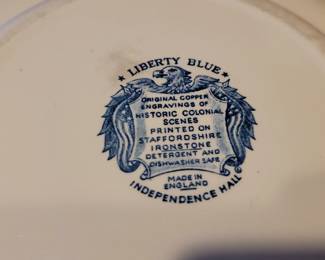 ★ LIBERTY BLUE ★
ORIGINAL COPPER
ENGRAVINGS OF
HISTORIC COLONIAL
SCENES
PRINTED ON
STAFFORDSHIRE
IRONSTONE
DETERGENT AND
DISHWASHER SAFE
MADE IN
ENGLAND
INDEPENDENCE HALL